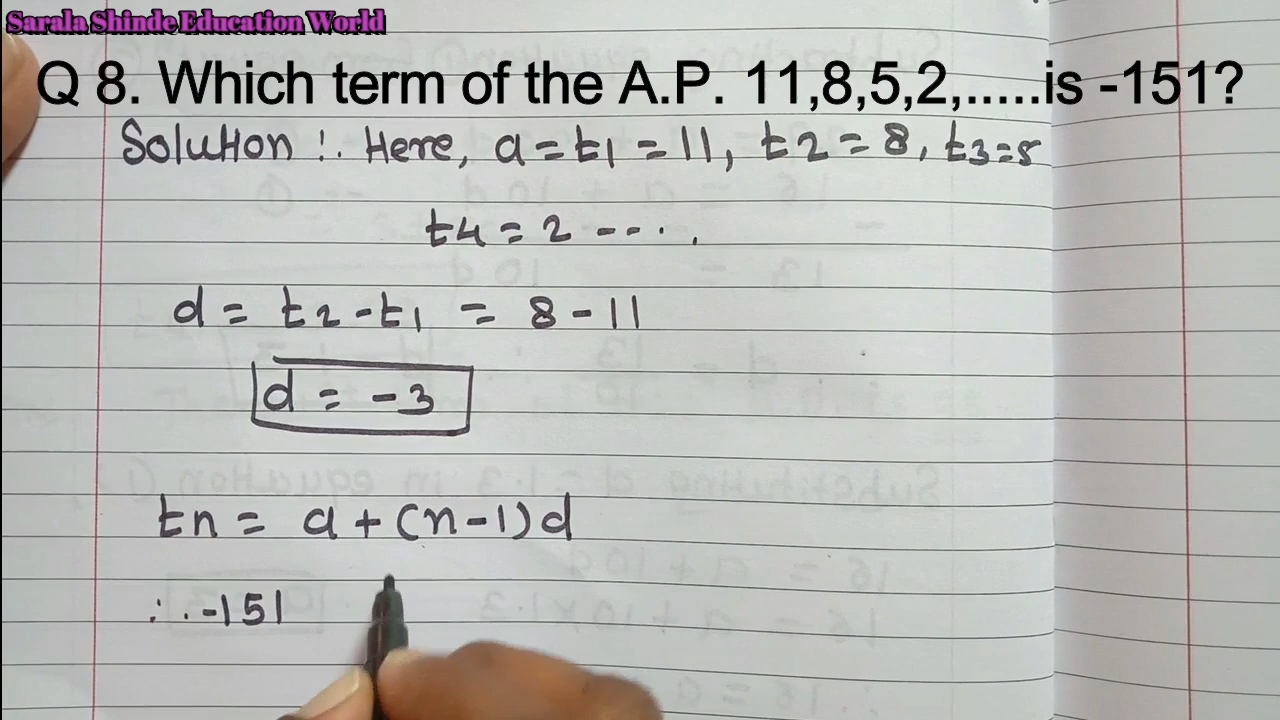 Sarala Shinde Education World
Q 8. Which term of the A.P. 11,8,5,2,.....is -151?
Solution :. Here, a = t1 = 11, t2 = 8, t3=5
t4 = 2 ----.
d = t2 - t1 = 8 - 11
d = -3
tn = a + (n-1)d
∴ -151